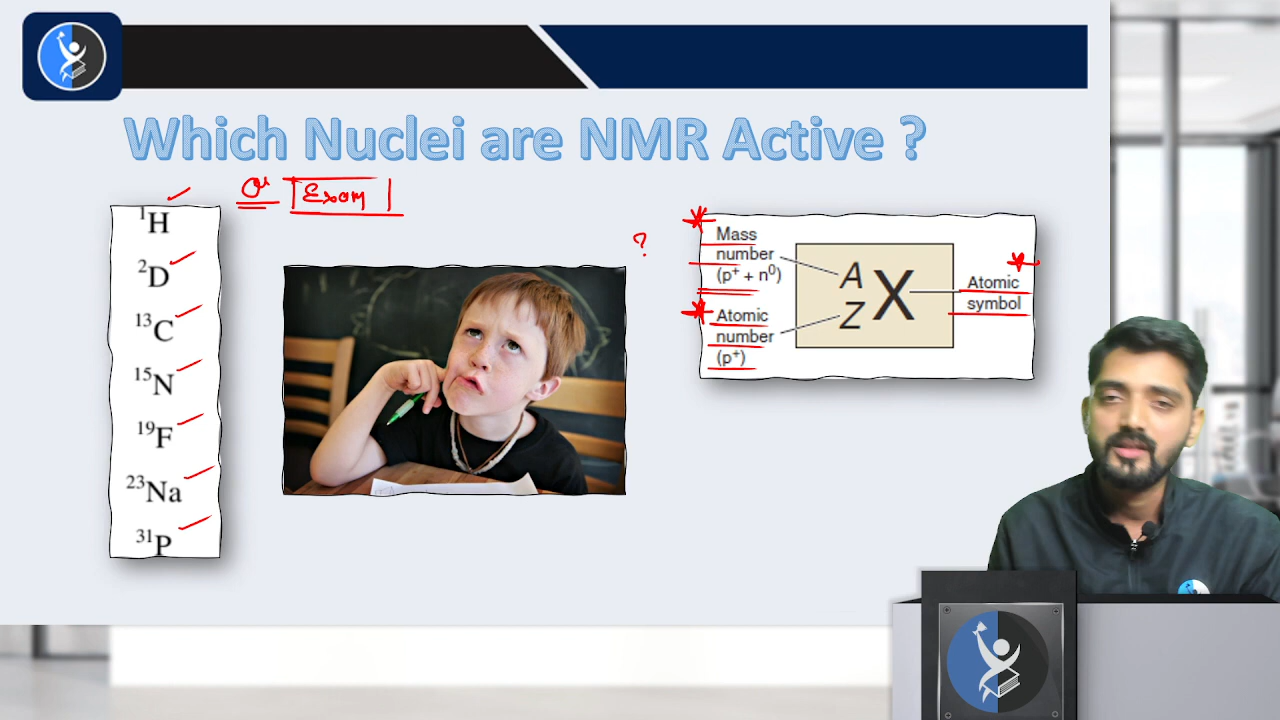 Which Nuclei are NMR Active ?
Exam
¹H
²D
¹³C
¹⁵N
¹⁹F
²³Na
³¹P
?
Mass
number
(p⁺ + n⁰)
Atomic
number
(p⁺)
A
Z
X
Atomic
symbol